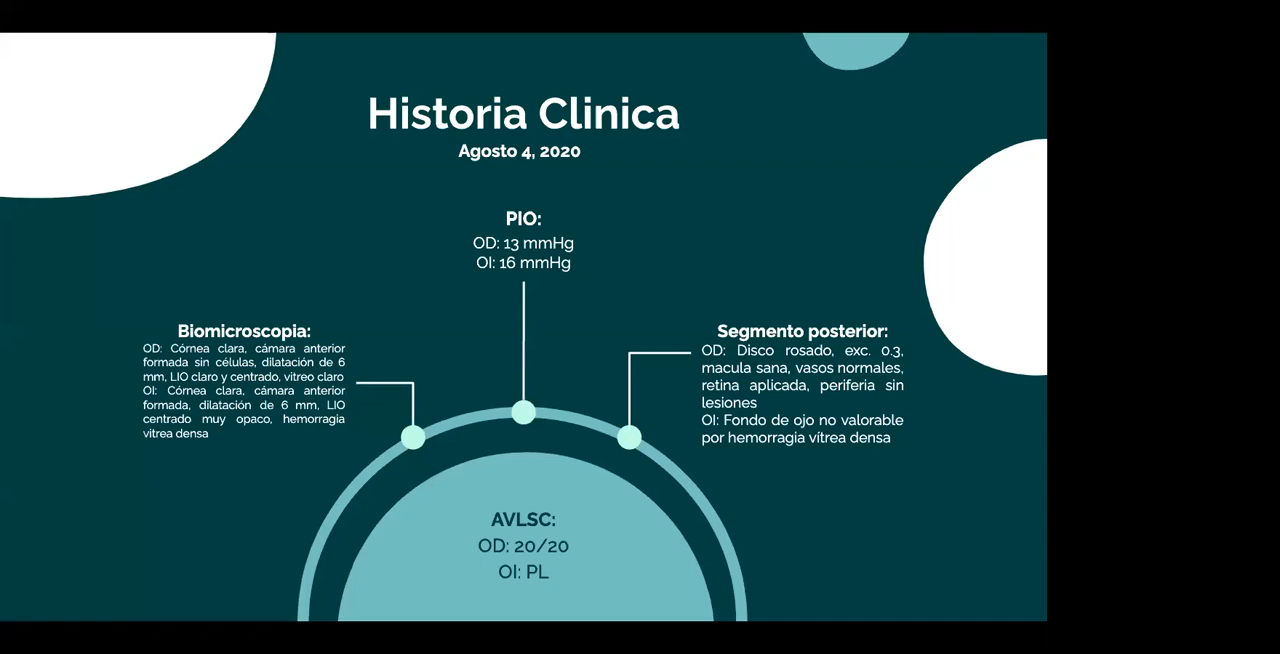 Historia Clinica
Agosto 4, 2020
PIO:
OD: 13 mmHg
OI: 16 mmHg
Biomicroscopia:
OD: Córnea clara, cámara anterior
formada sin células, dilatación de 6
mm, LIO claro y centrado, vitreo claro
OI: Córnea clara, cámara anterior
formada, dilatación de 6 mm, LIO
centrado muy opaco, hemorragia
vitrea densa
Segmento posterior:
OD: Disco rosado, exc. 0.3,
macula sana, vasos normales,
retina aplicada, periferia sin
lesiones
OI: Fondo de ojo no valorable
por hemorragia vítrea densa
AVLSC:
OD: 20/20
OI: PL